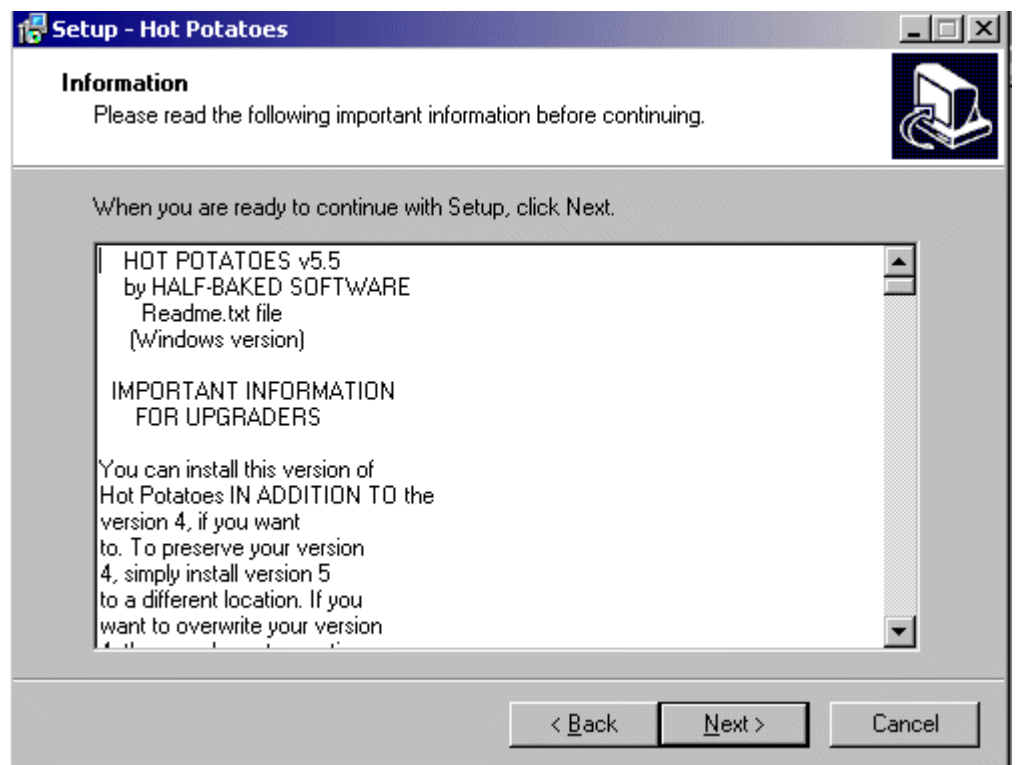 Setup - Hot Potatoes
Information
Please read the following important information before continuing.
When you are ready to continue with Setup, click Next.
HOT POTATOES v5.5
by HALF-BAKED SOFTWARE
Readme.txt file
(Windows version)
IMPORTANT INFORMATION
FOR UPGRADERS
You can install this version of
Hot Potatoes IN ADDITION TO the
version 4, if you want
to. To preserve your version
4, simply install version 5
to a different location. If you
want to overwrite your version
< Back
Next >
Cancel